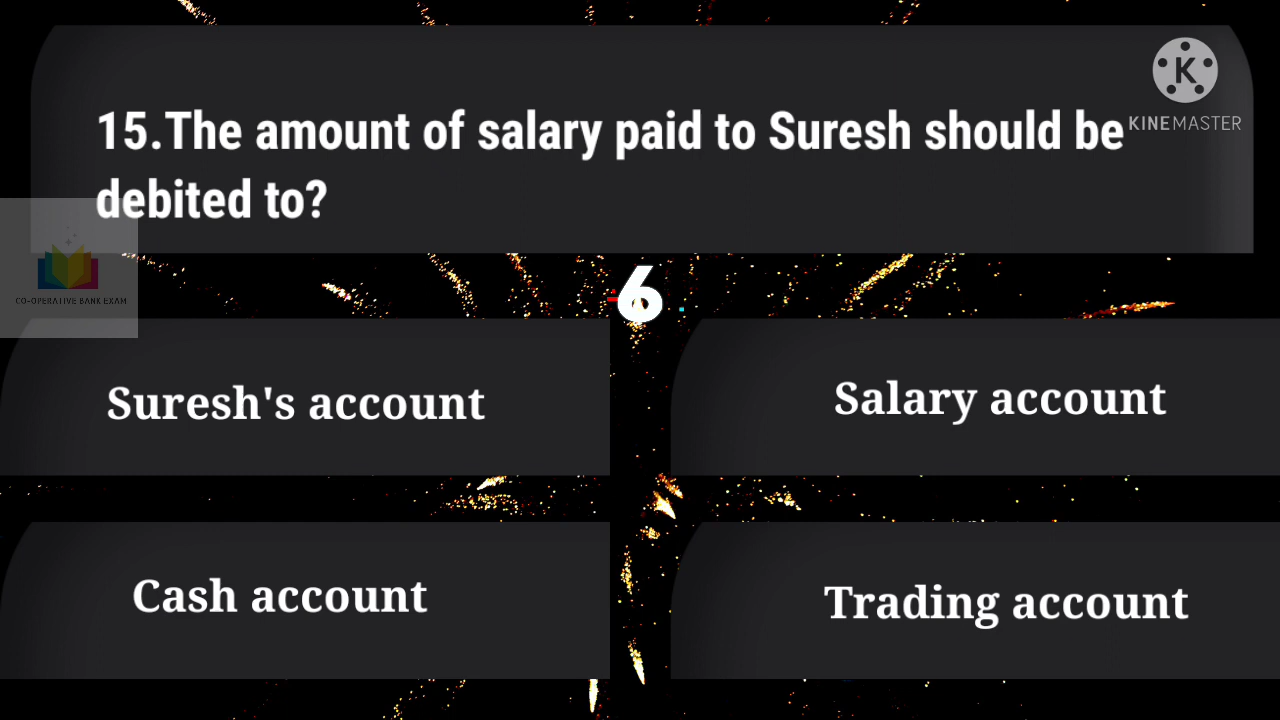 15.The amount of salary paid to Suresh should be
debited to?
K
KINEMASTER
CO-OPERATIVE BANK EXAM
6
Suresh's account
Salary account
Cash account
Trading account